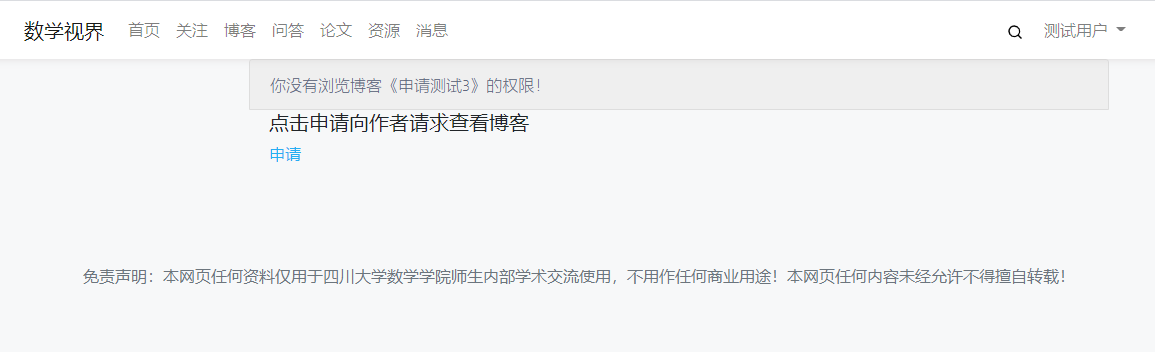 数学视界 首页 关注 博客 问答 论文 资源 消息 测试用户
你没有浏览博客《申请测试3》的权限！
点击申请向作者请求查看博客
申请
免责声明：本网页任何资料仅用于四川大学数学学院师生内部学术交流使用，不用作任何商业用途！本网页任何内容未经允许不得擅自转载！